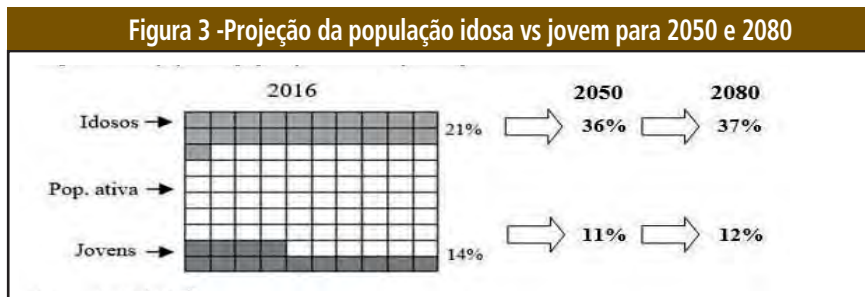 Figura 3 -Projeção da população idosa vs jovem para 2050 e 2080
2016 2050 2080
Idosos 21% 36% 37%
Pop. ativa
Jovens 14% 11% 12%